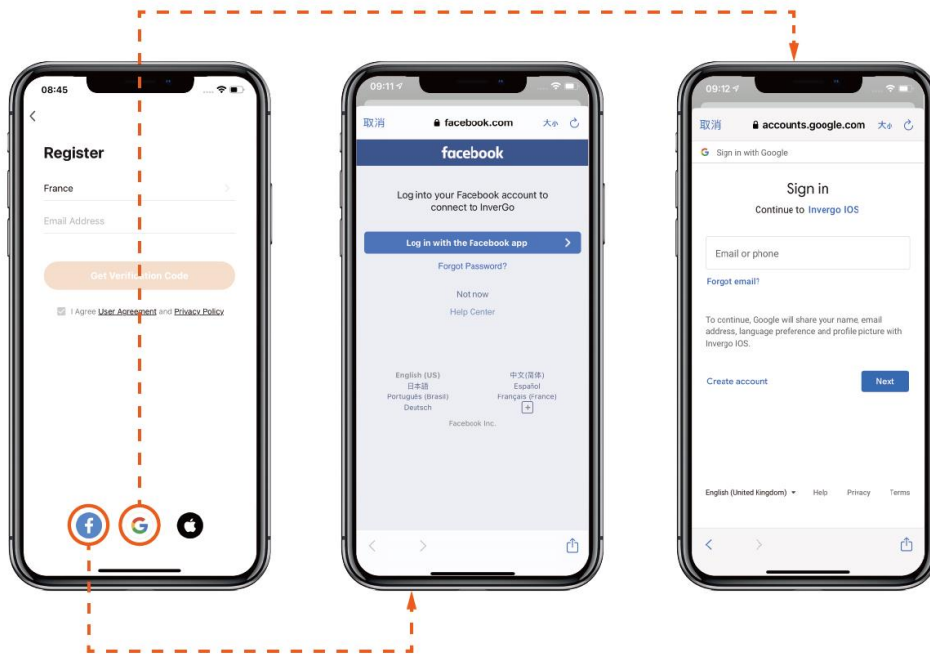 08:45
Register
France
Email Address
Get Verification Code
I Agree User Agreement and Privacy Policy
09:11
取消 facebook.com 大小
facebook
Log into your Facebook account to
connect to InverGo
Log in with the Facebook app
Forgot Password?
Not now
Help Center
English (US) 中文(简体)
日本語 Español
Português (Brasil) Français (France)
Deutsch
Facebook Inc.
09:12
取消 accounts.google.com 大小
G Sign in with Google
Sign in
Continue to Invergo IOS
Email or phone
Forgot email?
To continue, Google will share your name, email
address, language preference and profile picture with
Invergo IOS.
Create account Next
English (United Kingdom) Help Privacy Terms
f G